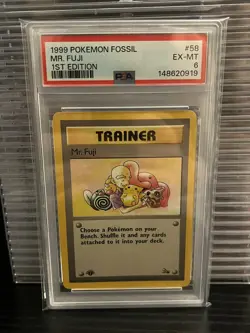 1999 POKEMON FOSSIL #58
MR. FUJI EX-MT
1ST EDITION 6
PSA 148620919
TRAINER
Mr. Fuji
Choose a Pokémon on your
Bench. Shuffle it and any cards
attached to it into your deck.